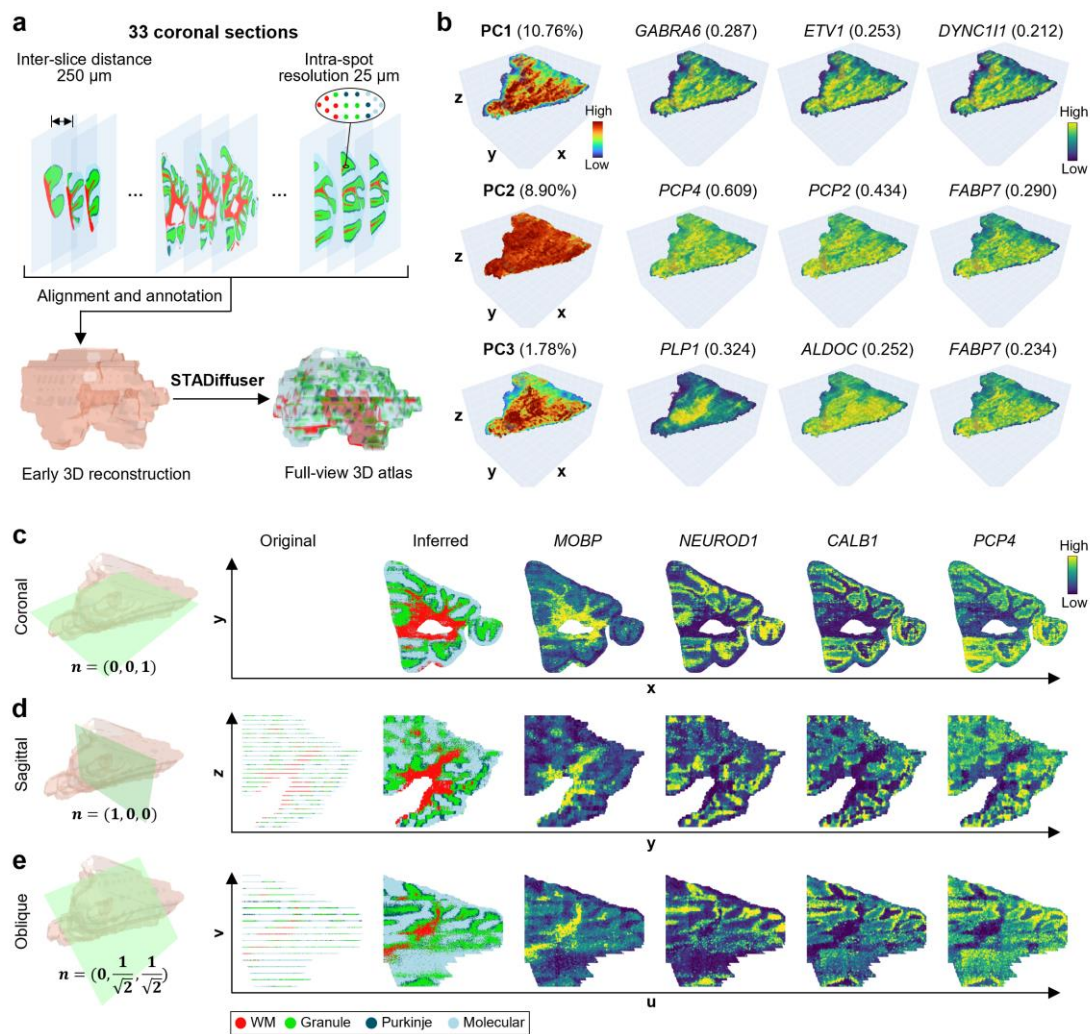 a
33 coronal sections
Inter-slice distance
250 µm
Intra-spot
resolution 25 µm
...
...
Alignment and annotation
STADiffuser
Early 3D reconstruction
Full-view 3D atlas
b
PC1 (10.76%)
GABRA6 (0.287)
ETV1 (0.253)
DYNC1I1 (0.212)
z
y
x
High
Low
High
Low
PC2 (8.90%)
PCP4 (0.609)
PCP2 (0.434)
FABP7 (0.290)
z
y
x
PC3 (1.78%)
PLP1 (0.324)
ALDOC (0.252)
FABP7 (0.234)
z
y
x
c
Original
Inferred
MOBP
NEUROD1
CALB1
PCP4
High
Low
Coronal
n = (0, 0, 1)
y
x
d
Sagittal
n = (1, 0, 0)
z
y
e
Oblique
n = (0, 1/√2, 1/√2)
v
u
WM Granule Purkinje Molecular